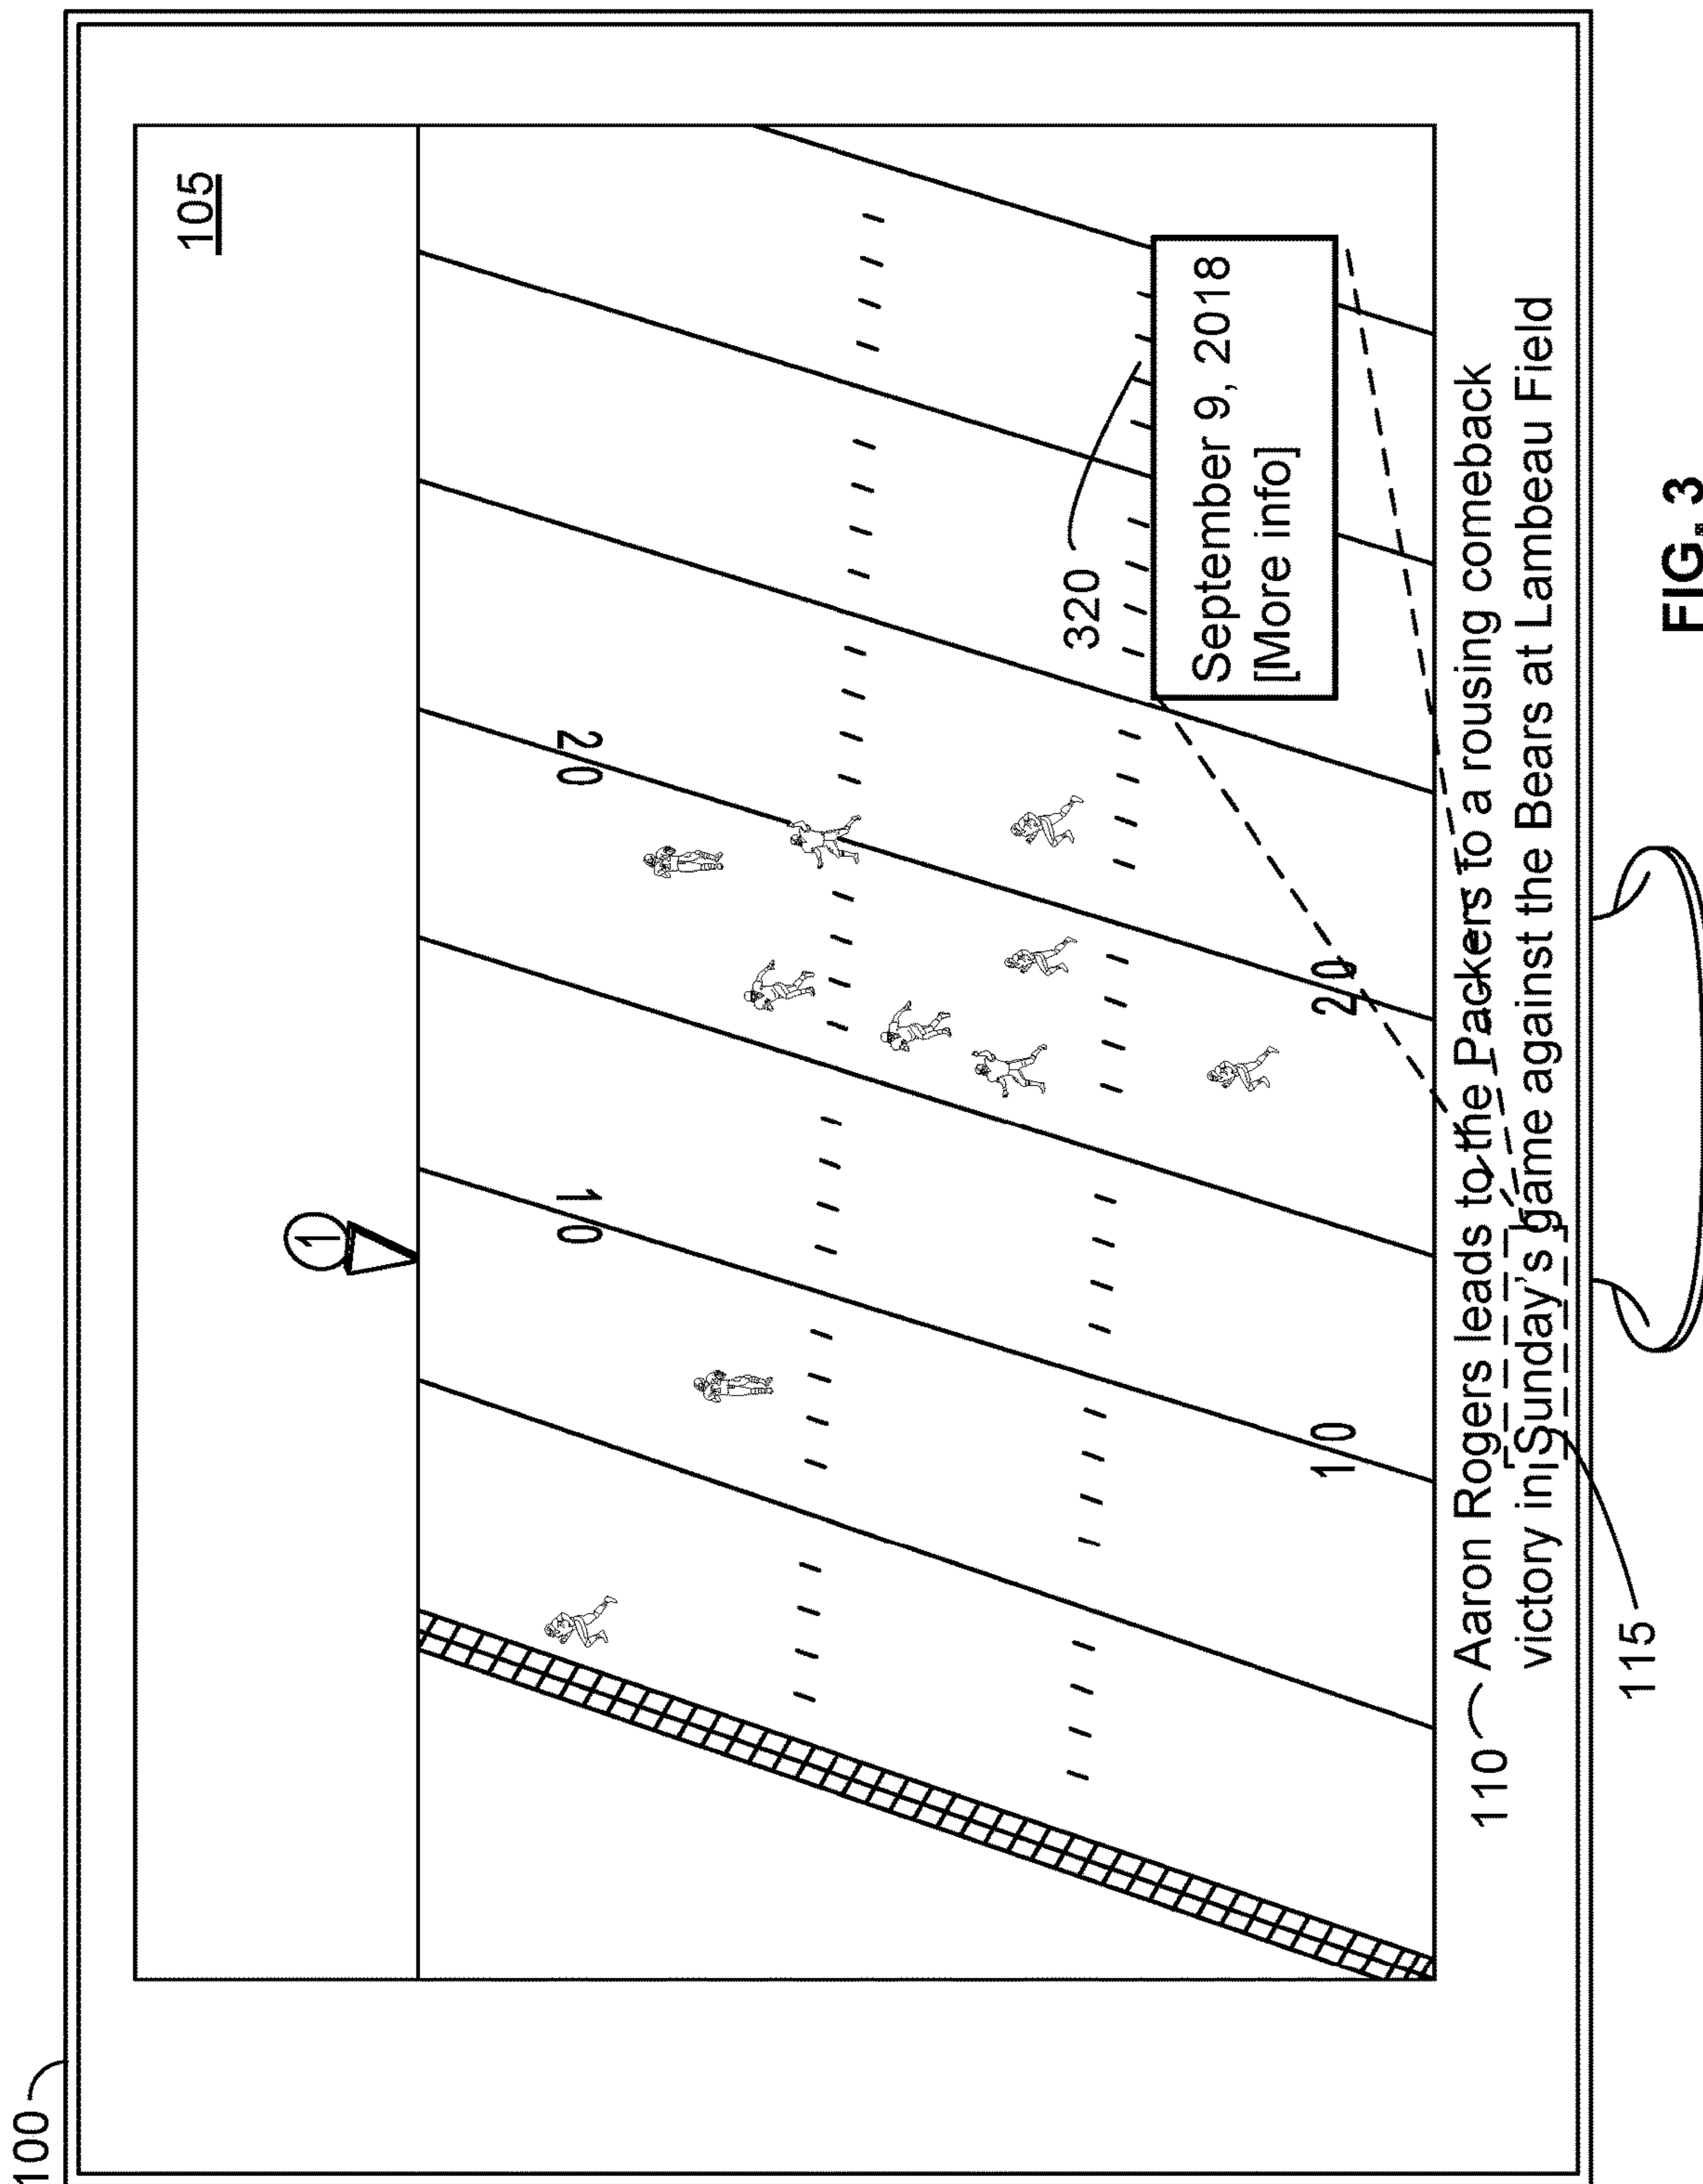 100
105
1
20
10
320
September 9, 2018
[More info]
20
10
110
Aaron Rogers leads to the Packers to a rousing comeback
victory in Sunday's game against the Bears at Lambeau Field
115
FIG. 3